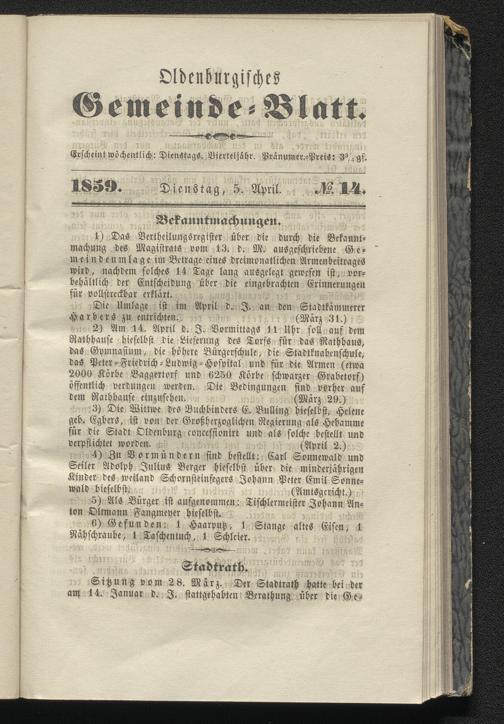 Oldenburgisches
Gemeinde-Blatt.
Erscheint wöchentlich: Dienstags. Vierteljähr. Pränumer.-Preis: 3¾ gſ.
1859. Dienstag, 5. April. № 14.
Bekanntmachungen.
1) Das Vertheilungsregister über die durch die Bekannt-
machung des Magistrats vom 13. d. M. ausgeschriebene Ge-
meindeumlage im Betrage eines dreimonatlichen Armenbeitrages
wird, nachdem solches 14 Tage lang ausgelegt gewesen ist, vor-
behältlich der Entscheidung über die eingebrachten Erinnerungen
für vollstreckbar erklärt.
Die Umlage ist im April d. J. an den Stadtkämmerer
Harbers zu entrichten. (März 31.)
2) Am 14. April d. J. Vormittags 11 Uhr soll auf dem
Rathhause hieselbst die Lieferung des Torfs für das Rathhaus,
das Gymnasium, die höhere Bürgerschule, die Stadtknabenschule,
das Peter-Friedrich-Ludwig-Hospital und für die Armen (etwa
2000 Körbe Baggertorf und 6250 Körbe schwarzer Grabetorf)
öffentlich verdungen werden. Die Bedingungen sind vorher auf
dem Rathhause einzusehen. (März 29.)
3) Die Wittwe des Buchbinders E. Bulling hieselbst, Helene
geb. Egbers, ist von der Großherzoglichen Regierung als Hebamme
für die Stadt Oldenburg concessionirt und als solche bestellt und
verpflichtet worden. (April 2.)
4) Zu Vormündern sind bestellt: Carl Sonnewald und
Seiler Adolph Julius Berger hieselbst über die minderjährigen
Kinder des weiland Schornsteinfegers Johann Peter Emil Sonne-
wald hieselbst. (Amtsgericht.)
5) Als Bürger ist aufgenommen: Tischlermeister Johann An-
ton Oltmann Fangmeyer hieselbst.
6) Gefunden: 1 Haarputz, 1 Stange altes Eisen, 1
Nähschraube, 1 Taschentuch, 1 Schleier.
Stadtrath.
Sitzung vom 28. März. Der Stadtrath hatte bei der
am 14. Januar d. J. stattgehabten Berathung über die Ge-